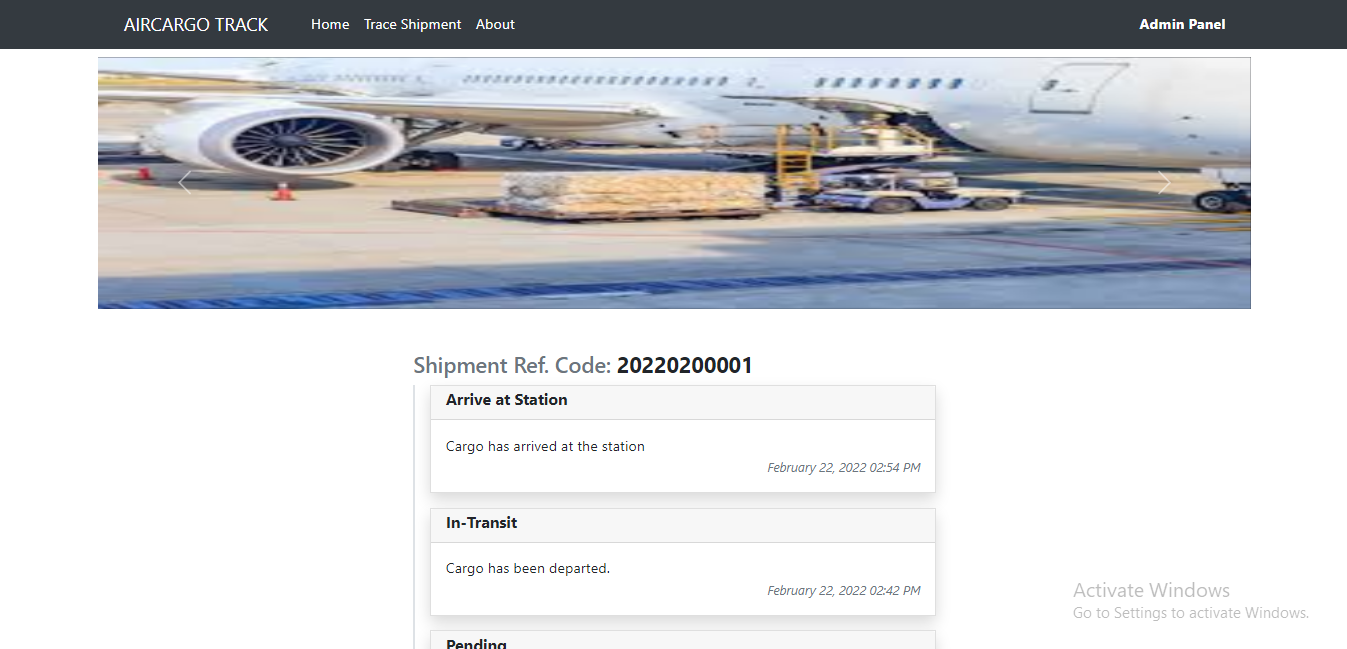 AIRCARGO TRACK Home Trace Shipment About Admin Panel
Shipment Ref. Code: 20220200001
Arrive at Station
Cargo has arrived at the station
February 22, 2022 02:54 PM
In-Transit
Cargo has been departed.
February 22, 2022 02:42 PM
Pending
Activate Windows
Go to Settings to activate Windows.